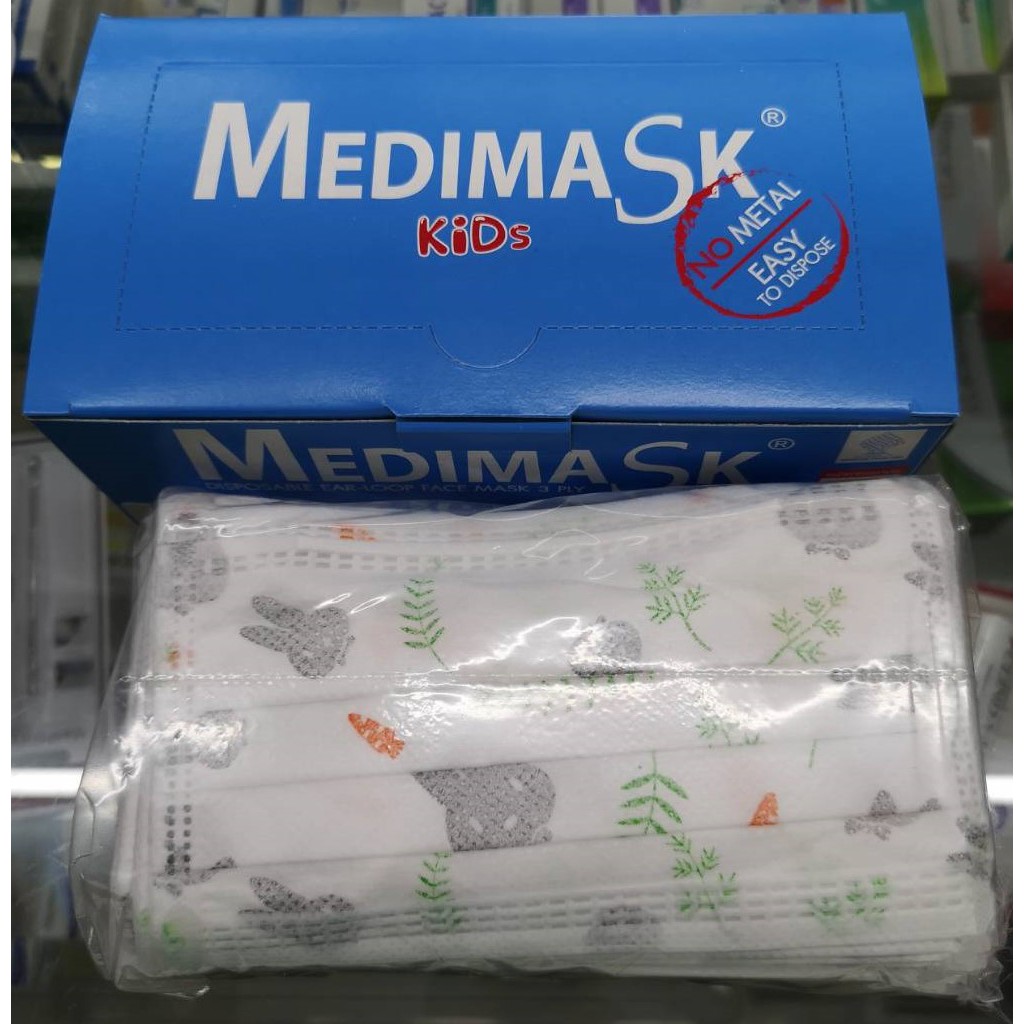 MEDIMASK®
KiDs
NO METAL
EASY
TO DISPOSE
MEDIMASK®
DISPOSABLE EAR-LOOP FACE MASK 3 PLY